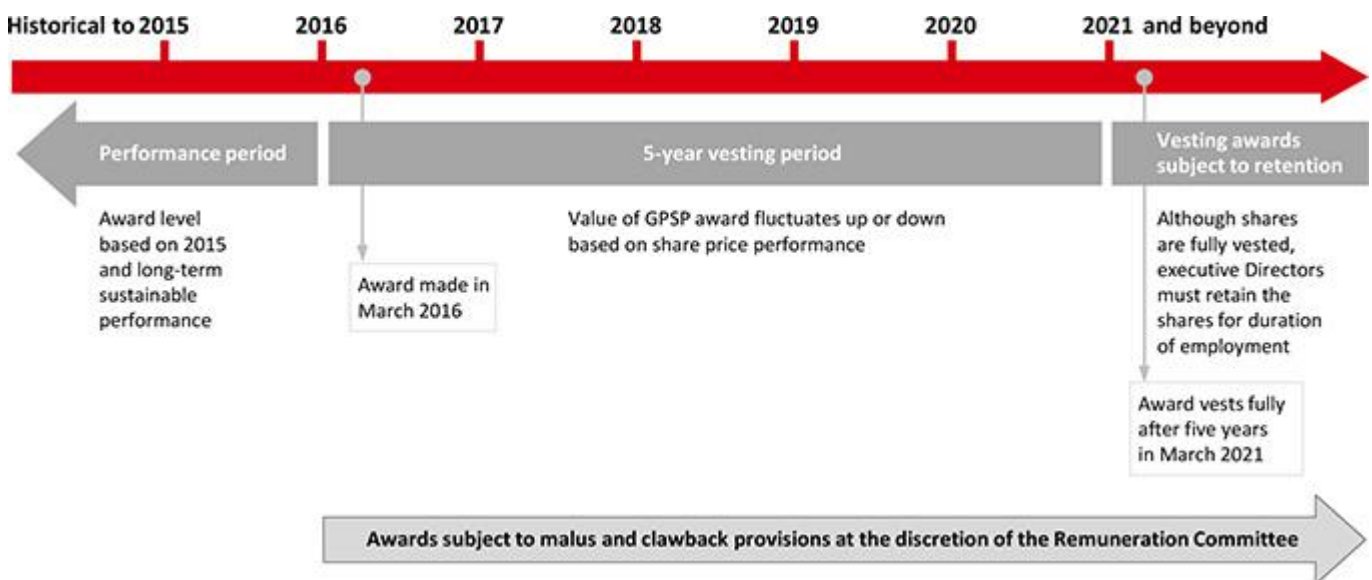 Historical to 2015 2016 2017 2018 2019 2020 2021 and beyond
Performance period
5-year vesting period
Vesting awards
subject to retention
Award level
based on 2015
and long-term
sustainable
performance
Award made in
March 2016
Value of GPSP award fluctuates up or down
based on share price performance
Although shares
are fully vested,
executive Directors
must retain the
shares for duration
of employment
Award vests fully
after five years
in March 2021
Awards subject to malus and clawback provisions at the discretion of the Remuneration Committee